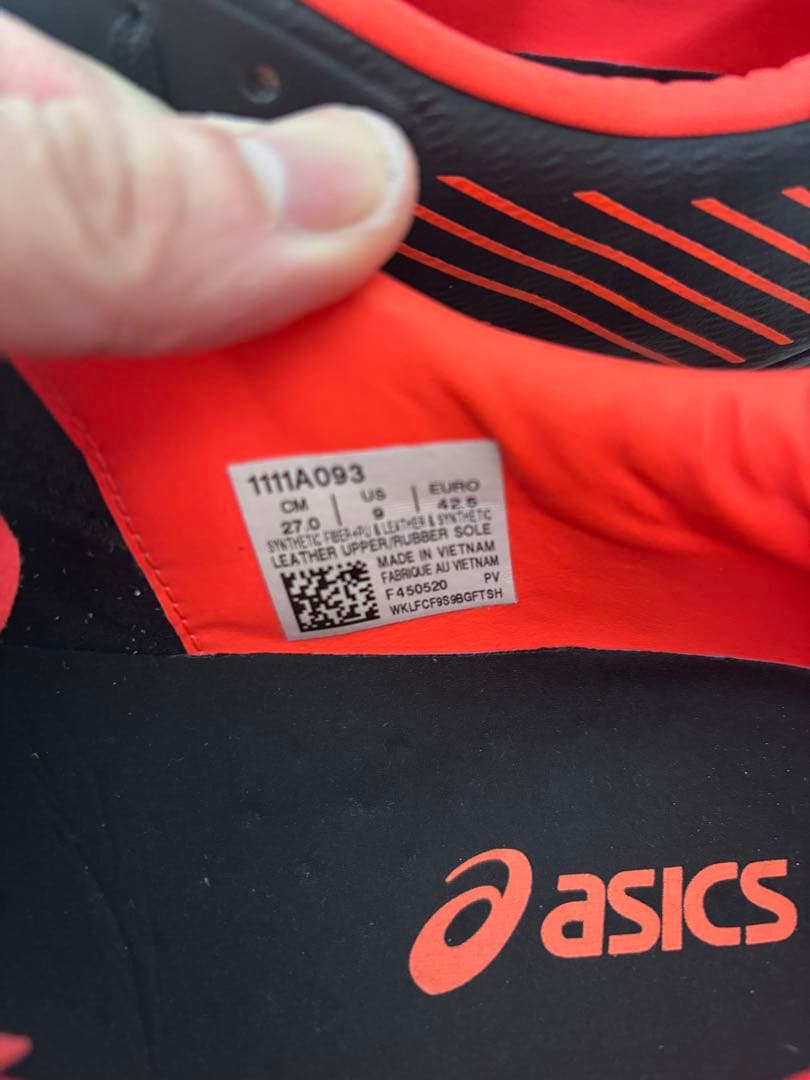 1111A093
CM | US | EURO
27.0 | 9 | 42.5
SYNTHETIC FIBER+PU & LEATHER & SYNTHETIC
LEATHER UPPER/RUBBER SOLE
MADE IN VIETNAM
FABRIQUE AU VIETNAM
F450520 PV
WKLFCF9S9BGFTSH
asics